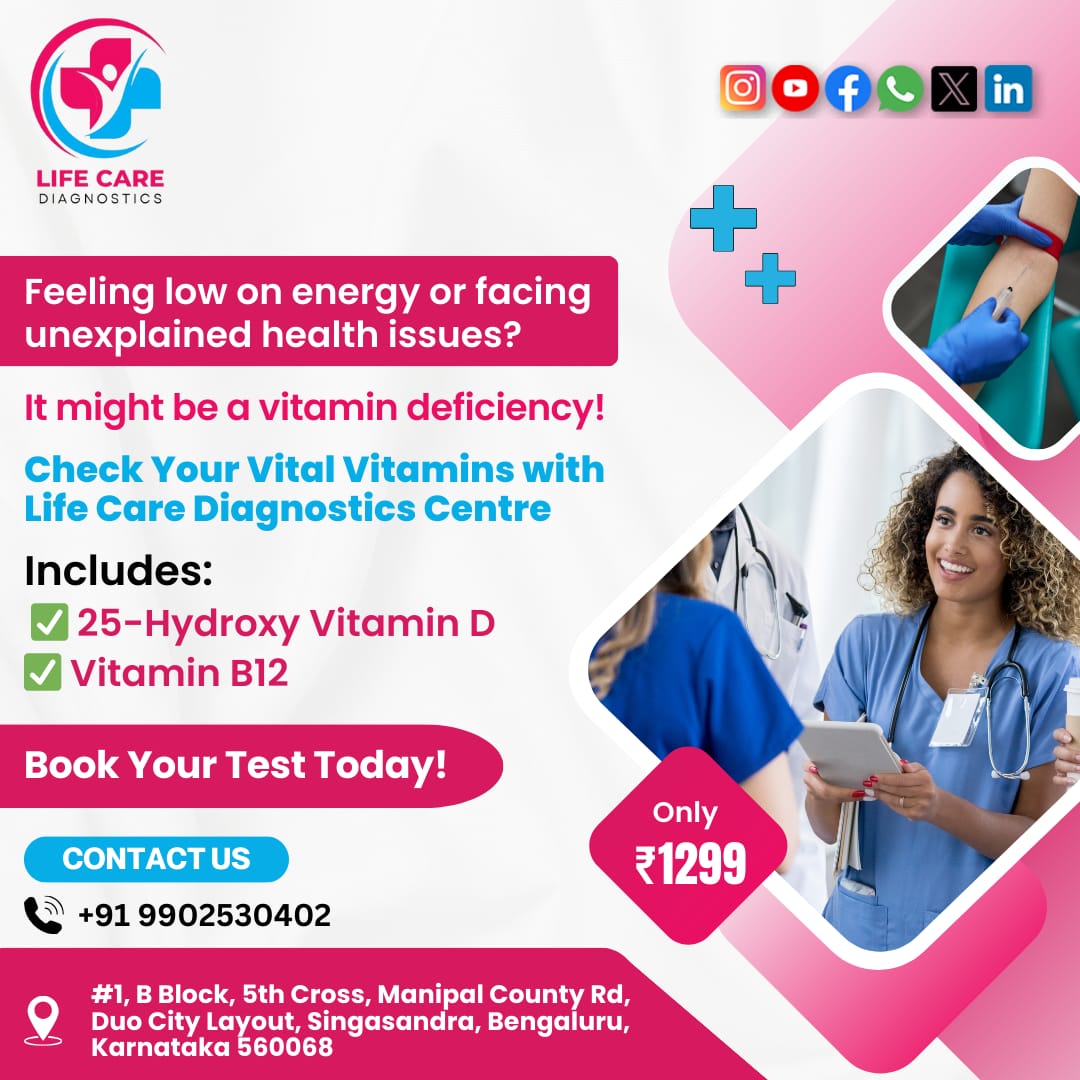 LIFE CARE
DIAGNOSTICS
Feeling low on energy or facing
unexplained health issues?
It might be a vitamin deficiency!
Check Your Vital Vitamins with
Life Care Diagnostics Centre
Includes:
✅ 25-Hydroxy Vitamin D
✅ Vitamin B12
Book Your Test Today!
Only
₹1299
CONTACT US
+91 9902530402
#1, B Block, 5th Cross, Manipal County Rd,
Duo City Layout, Singasandra, Bengaluru,
Karnataka 560068